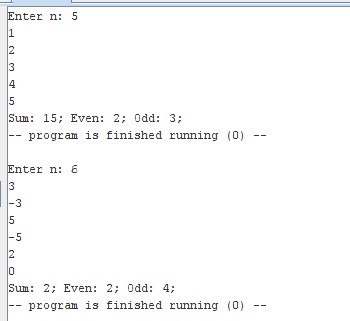 Enter n: 5
1
2
3
4
5
Sum: 15; Even: 2; Odd: 3;
-- program is finished running (0) --
Enter n: 6
3
-3
5
-5
2
0
Sum: 2; Even: 2; Odd: 4;
-- program is finished running (0) --